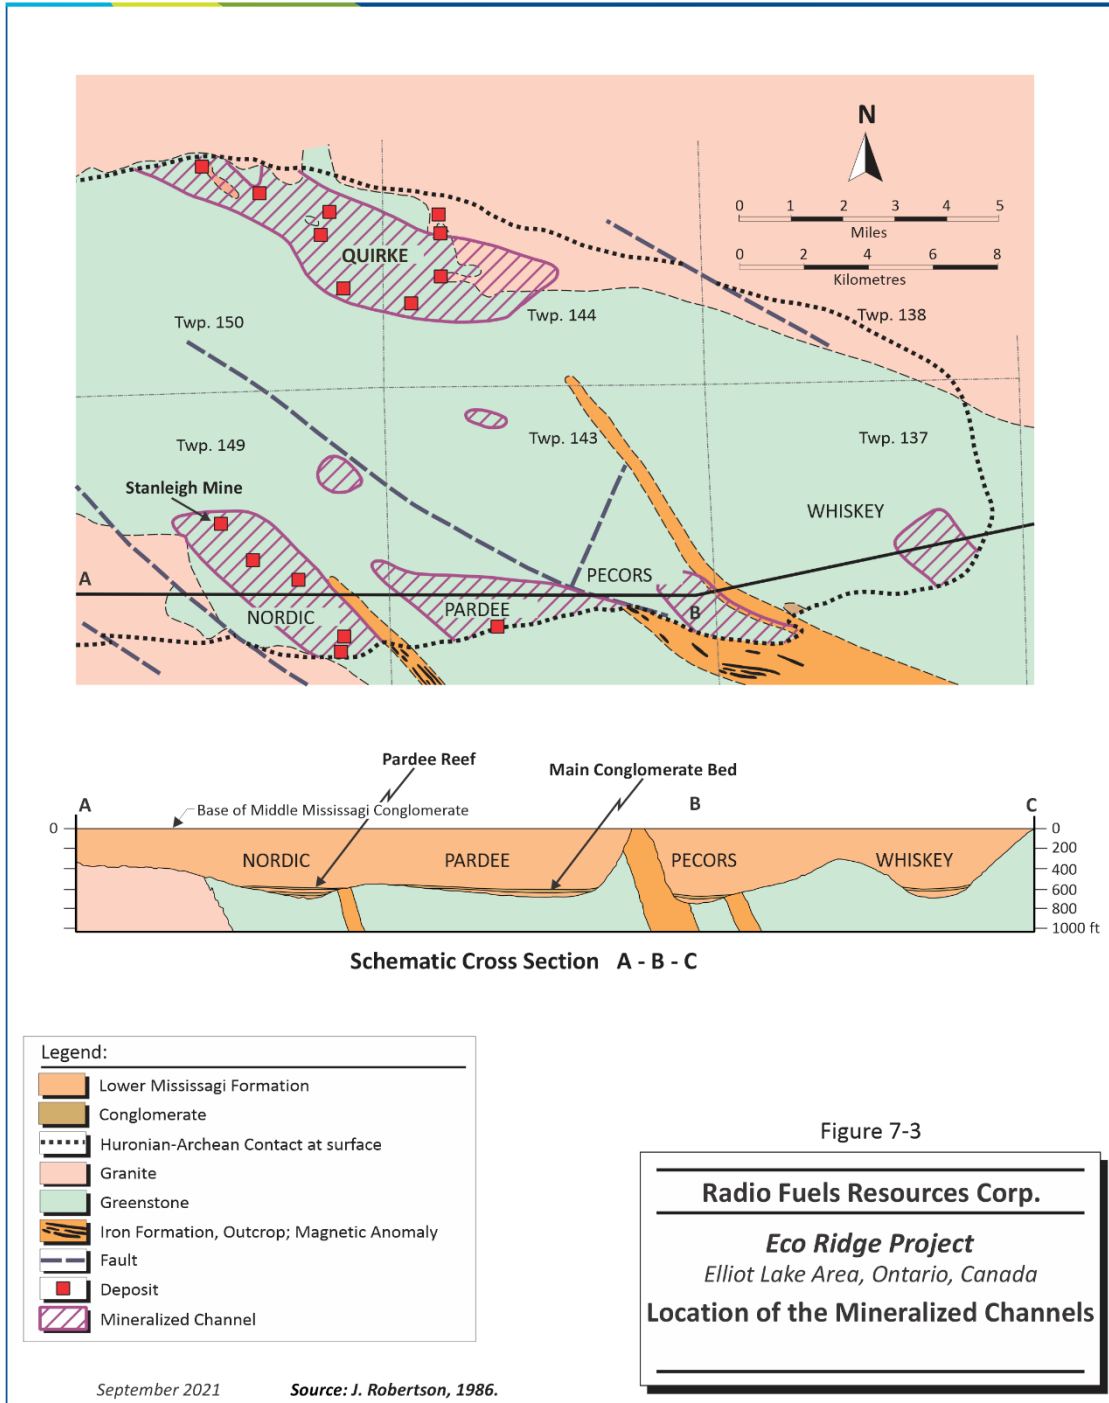 N
0 1 2 3 4 5
Miles
0 2 4 6 8
Kilometres
QUIRKE
Twp. 150
Twp. 144
Twp. 138
Twp. 149
Twp. 143
Twp. 137
Stanleigh Mine
WHISKEY
A
PECORS
NORDIC
PARDEE
B
Pardee Reef
Main Conglomerate Bed
A
Base of Middle Mississagi Conglomerate
B
C
0
0
200
400
600
800
1000 ft
NORDIC
PARDEE
PECORS
WHISKEY
Schematic Cross Section A - B - C
Legend:
Lower Mississagi Formation
Conglomerate
Huronian-Archean Contact at surface
Granite
Greenstone
Iron Formation, Outcrop; Magnetic Anomaly
Fault
Deposit
Mineralized Channel
Figure 7-3
Radio Fuels Resources Corp.
Eco Ridge Project
Elliot Lake Area, Ontario, Canada
Location of the Mineralized Channels
September 2021
Source: J. Robertson, 1986.